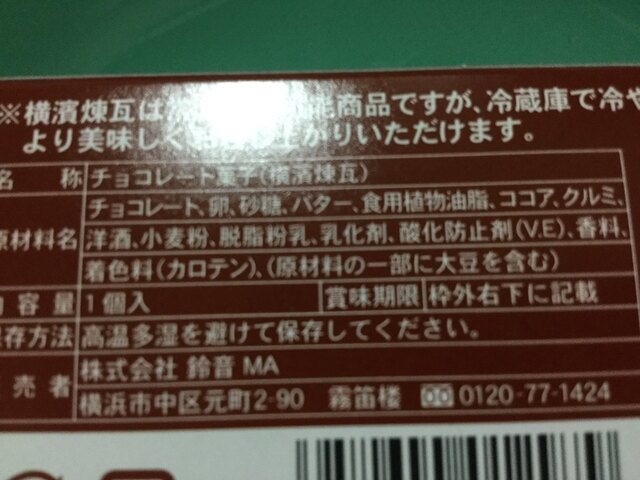 ※横濱煉瓦は 能商品ですが、冷蔵庫で冷や
より美味しく 上がりいただけます。
名 称 チョコレート菓子(横濱煉瓦)
チョコレート、卵、砂糖、バター、食用植物油脂、ココア、クルミ、
原材料名 洋酒、小麦粉、脱脂粉乳、乳化剤、酸化防止剤(V.E)、香料、
着色料(カロテン)、(原材料の一部に大豆を含む)
内容量 1個入 賞味期限 枠外右下に記載
保存方法 高温多湿を避けて保存してください。
売者 株式会社 鈴音 MA
横浜市中区元町2-90 霧笛楼 0120-77-1424